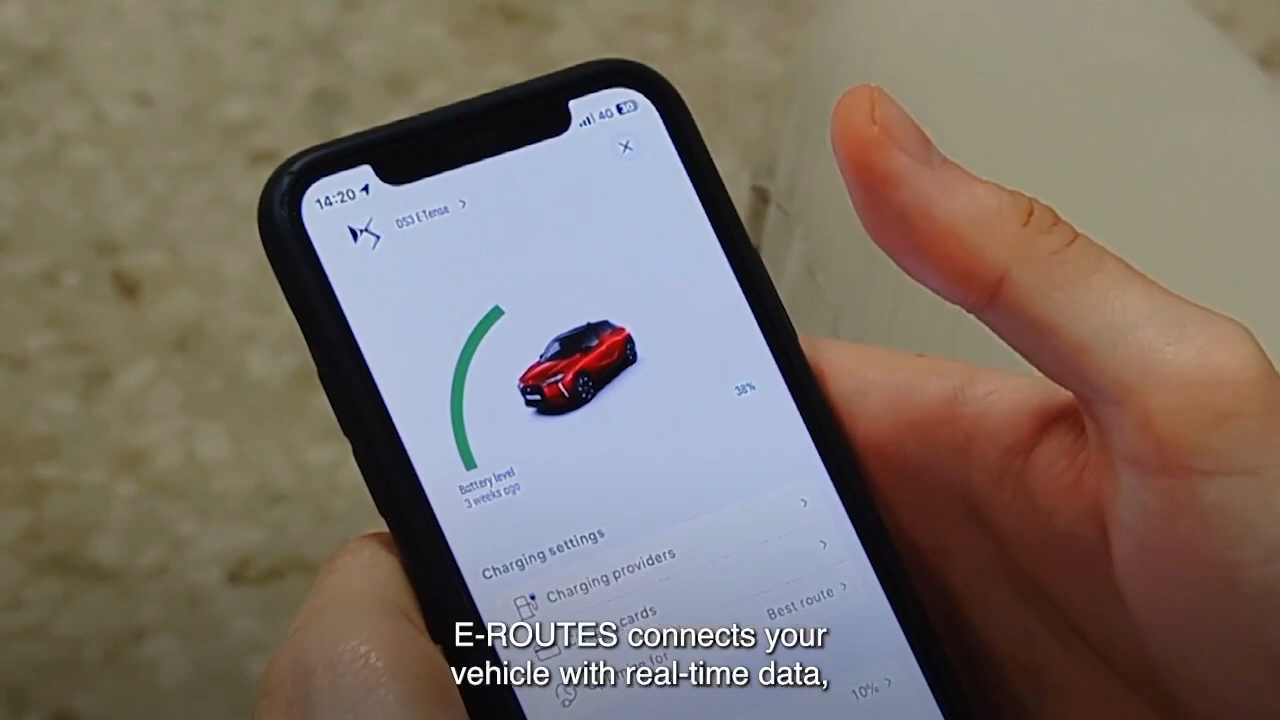 14:20
4G 30
DS3 E-Tense
38%
Battery level
3 weeks ago
Charging settings
Charging providers
cards
Best route
10%
E-ROUTES connects your
vehicle with real-time data,